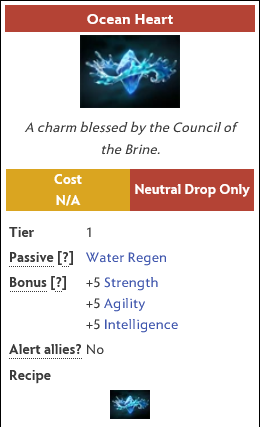 Ocean Heart
A charm blessed by the Council of
the Brine.
Cost
N/A
Neutral Drop Only
Tier 1
Passive [?] Water Regen
Bonus [?] +5 Strength
+5 Agility
+5 Intelligence
Alert allies? No
Recipe